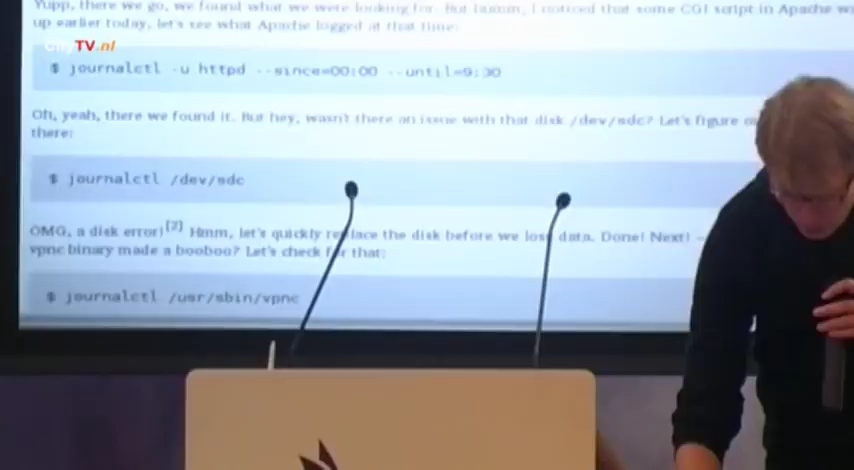 Yupp, there we go, we found what we were looking for. But hmm, I noticed that some CGI script in Apache
up earlier today, let's see what Apache logged at that time:
CityTV.nl
$ journalctl -u httpd --since=00:00 --until=9:30
Oh, yeah, there we found it. But hey, wasn't there an issue with that disk /dev/sdc? Let's figure
there:
$ journalctl /dev/sdc
OMG, a disk error![2] Hmm, let's quickly replace the disk before we lose data. Done! Next! –
vpnc binary made a booboo? Let's check for that:
$ journalctl /usr/sbin/vpnc